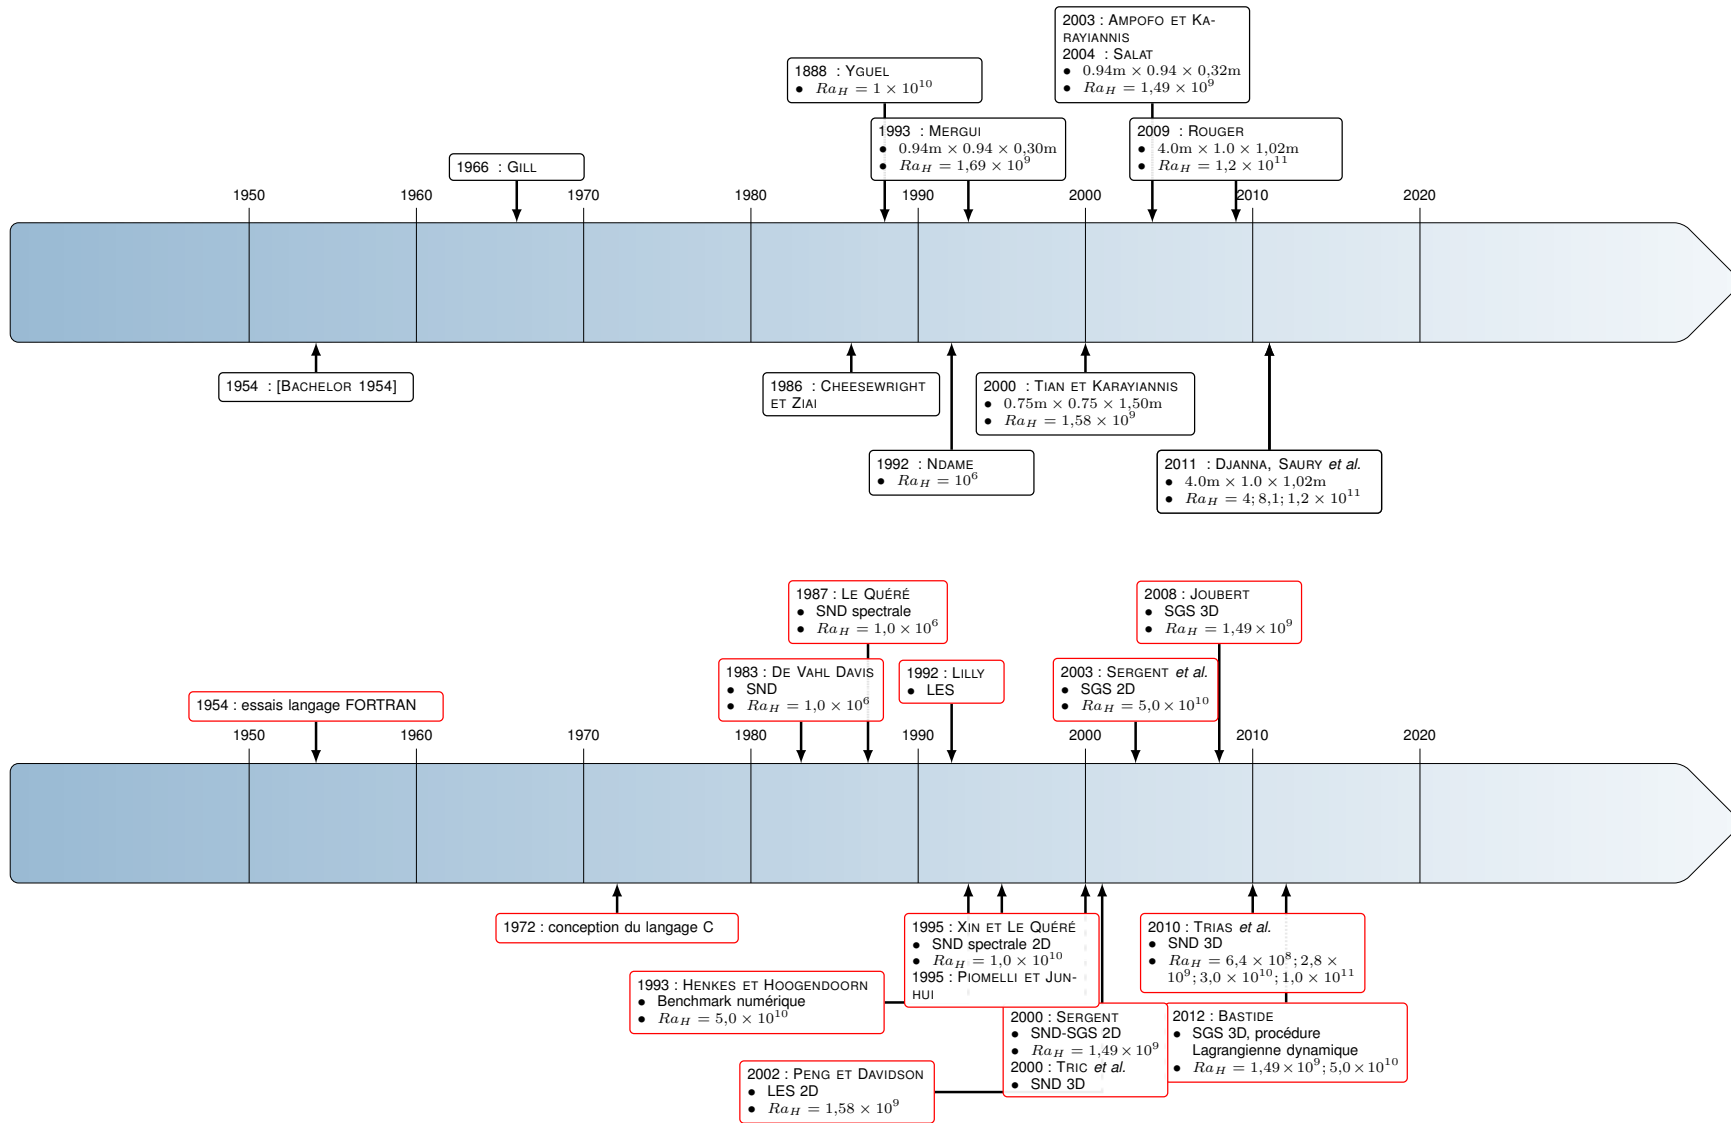 2003 : AMPOFO ET KA-
RAYIANNIS
2004 : SALAT
• 0.94m × 0.94 × 0,32m
• Ra_H = 1,49 × 10^9
1888 : YGUEL
• Ra_H = 1 × 10^10
1993 : MERGUI
• 0.94m × 0.94 × 0,30m
• Ra_H = 1,69 × 10^9
2009 : ROUGER
• 4.0m × 1.0 × 1,02m
• Ra_H = 1,2 × 10^11
1966 : GILL
1950 1960 1970 1980 1990 2000 2010 2020
1954 : [BACHELOR 1954]
1986 : CHEESEWRIGHT
ET ZIAI
2000 : TIAN ET KARAYIANNIS
• 0.75m × 0.75 × 1,50m
• Ra_H = 1,58 × 10^9
1992 : NDAME
• Ra_H = 10^6
2011 : DJANNA, SAURY et al.
• 4.0m × 1.0 × 1,02m
• Ra_H = 4; 8,1; 1,2 × 10^11
1987 : LE QUÉRÉ
• SND spectrale
• Ra_H = 1,0 × 10^6
2008 : JOUBERT
• SGS 3D
• Ra_H = 1,49 × 10^9
1983 : DE VAHL DAVIS
• SND
• Ra_H = 1,0 × 10^6
1992 : LILLY
• LES
2003 : SERGENT et al.
• SGS 2D
• Ra_H = 5,0 × 10^10
1954 : essais langage FORTRAN
1950 1960 1970 1980 1990 2000 2010 2020
1972 : conception du langage C
1995 : XIN ET LE QUÉRÉ
• SND spectrale 2D
• Ra_H = 1,0 × 10^10
1995 : PIOMELLI ET JUN-
HUI
2010 : TRIAS et al.
• SND 3D
• Ra_H = 6,4 × 10^8; 2,8 ×
10^9; 3,0 × 10^10; 1,0 × 10^11
1993 : HENKES ET HOOGENDOORN
• Benchmark numérique
• Ra_H = 5,0 × 10^10
2000 : SERGENT
• SND-SGS 2D
• Ra_H = 1,49 × 10^9
2000 : TRIC et al.
• SND 3D
2012 : BASTIDE
• SGS 3D, procédure
Lagrangienne dynamique
• Ra_H = 1,49 × 10^9; 5,0 × 10^10
2002 : PENG ET DAVIDSON
• LES 2D
• Ra_H = 1,58 × 10^9